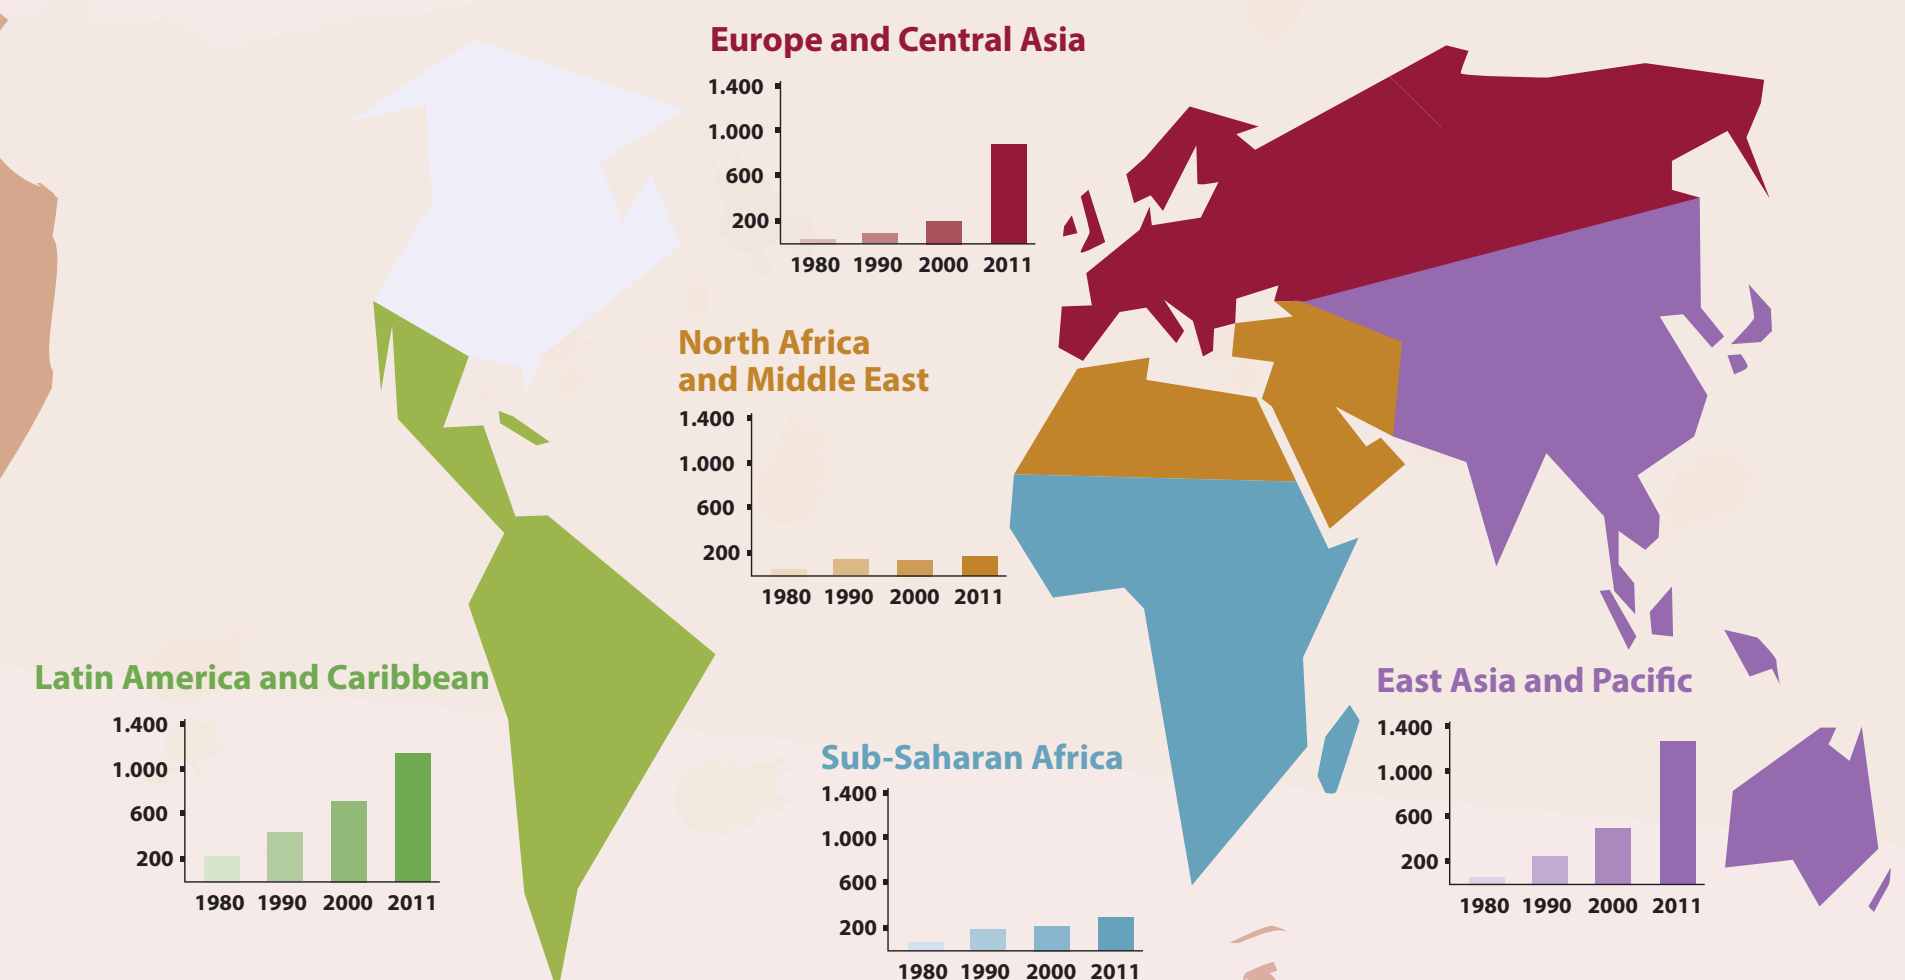 Europe and Central Asia
1.400
1.000
600
200
1980 1990 2000 2011
North Africa
and Middle East
1.400
1.000
600
200
1980 1990 2000 2011
Latin America and Caribbean
1.400
1.000
600
200
1980 1990 2000 2011
Sub-Saharan Africa
1.400
1.000
600
200
1980 1990 2000 2011
East Asia and Pacific
1.400
1.000
600
200
1980 1990 2000 2011